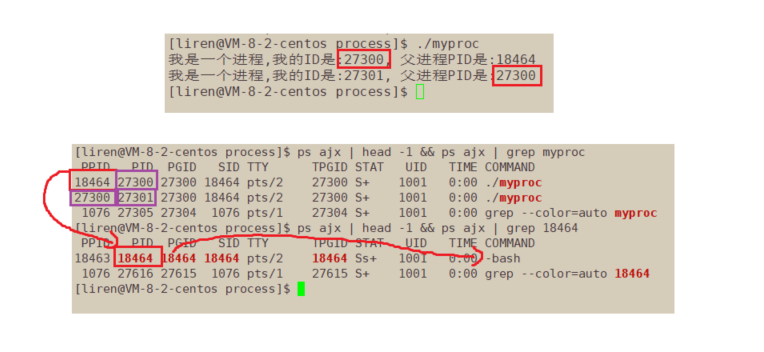 [liren@VM-8-2-centos process]$ ./myproc
我是一个进程,我的ID是:27300, 父进程PID是:18464
我是一个进程,我的ID是:27301, 父进程PID是:27300
[liren@VM-8-2-centos process]$
[liren@VM-8-2-centos process]$ ps ajx | head -1 && ps ajx | grep myproc
PPID PID PGID SID TTY TPGID STAT UID TIME COMMAND
18464 27300 27300 18464 pts/2 27300 S+ 1001 0:00 ./myproc
27300 27301 27300 18464 pts/2 27300 S+ 1001 0:00 ./myproc
1076 27305 27304 1076 pts/1 27304 S+ 1001 0:00 grep --color=auto myproc
[liren@VM-8-2-centos process]$ ps ajx | head -1 && ps ajx | grep 18464
PPID PID PGID SID TTY TPGID STAT UID TIME COMMAND
18463 18464 18464 18464 pts/2 18464 Ss+ 1001 0:00 -bash
1076 27616 27615 1076 pts/1 27615 S+ 1001 0:00 grep --color=auto 18464
[liren@VM-8-2-centos process]$